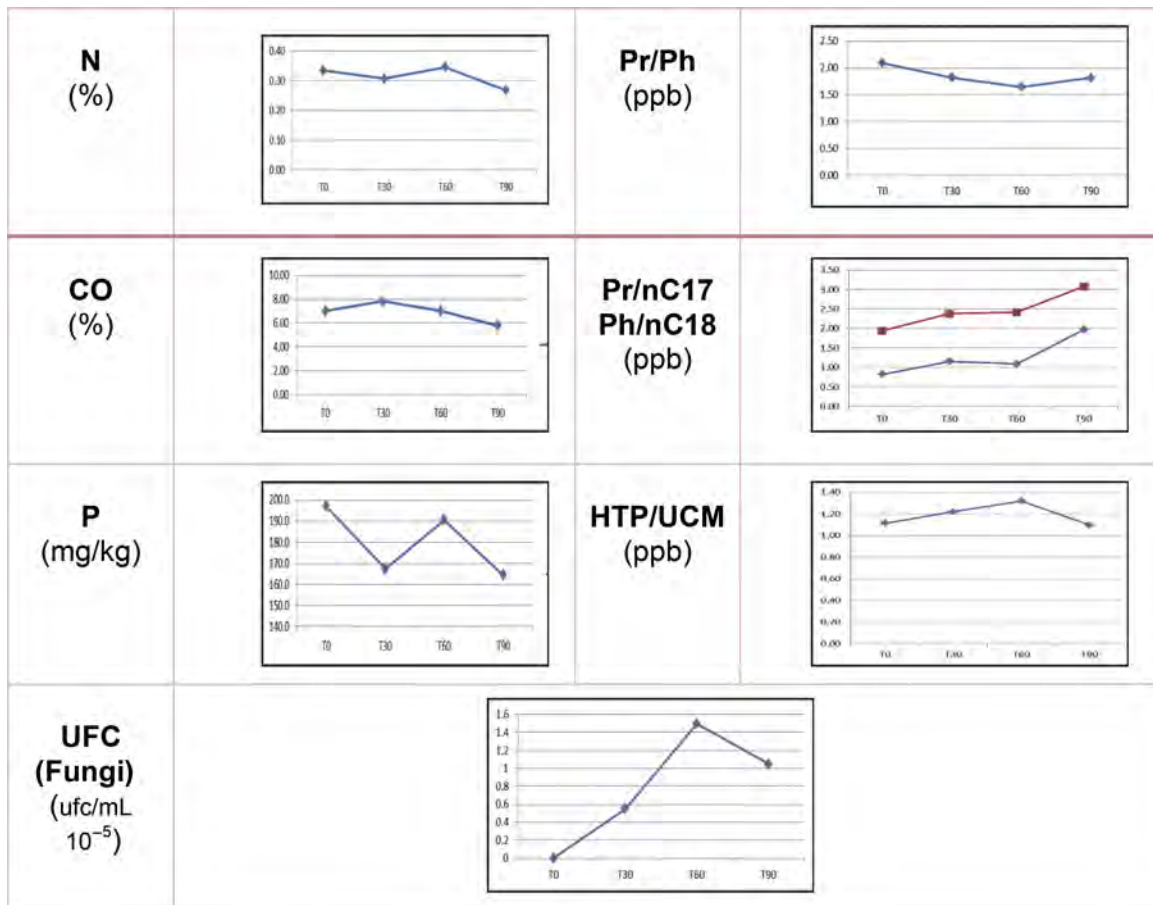 N
(%)
0.40
0.30
0.20
0.10
0.00
T0 T30 T60 T90
Pr/Ph
(ppb)
2.50
2.00
1.50
1.00
0.50
0.00
T0 T30 T60 T90
CO
(%)
10.00
8.00
6.00
4.00
2.00
0.00
T0 T30 T60 T90
Pr/nC17
Ph/nC18
(ppb)
3.50
3.00
2.50
2.00
1.50
1.00
0.50
0.00
T0 T30 T60 T90
P
(mg/kg)
200.0
190.0
180.0
170.0
160.0
150.0
140.0
T0 T30 T60 T90
HTP/UCM
(ppb)
1.40
1.20
1.00
0.80
0.60
0.40
0.20
0.00
T0 T30 T60 T90
UFC
(Fungi)
(ufc/mL
10⁻⁵)
1.6
1.4
1.2
1
0.8
0.6
0.4
0.2
0
T0 T30 T60 T90